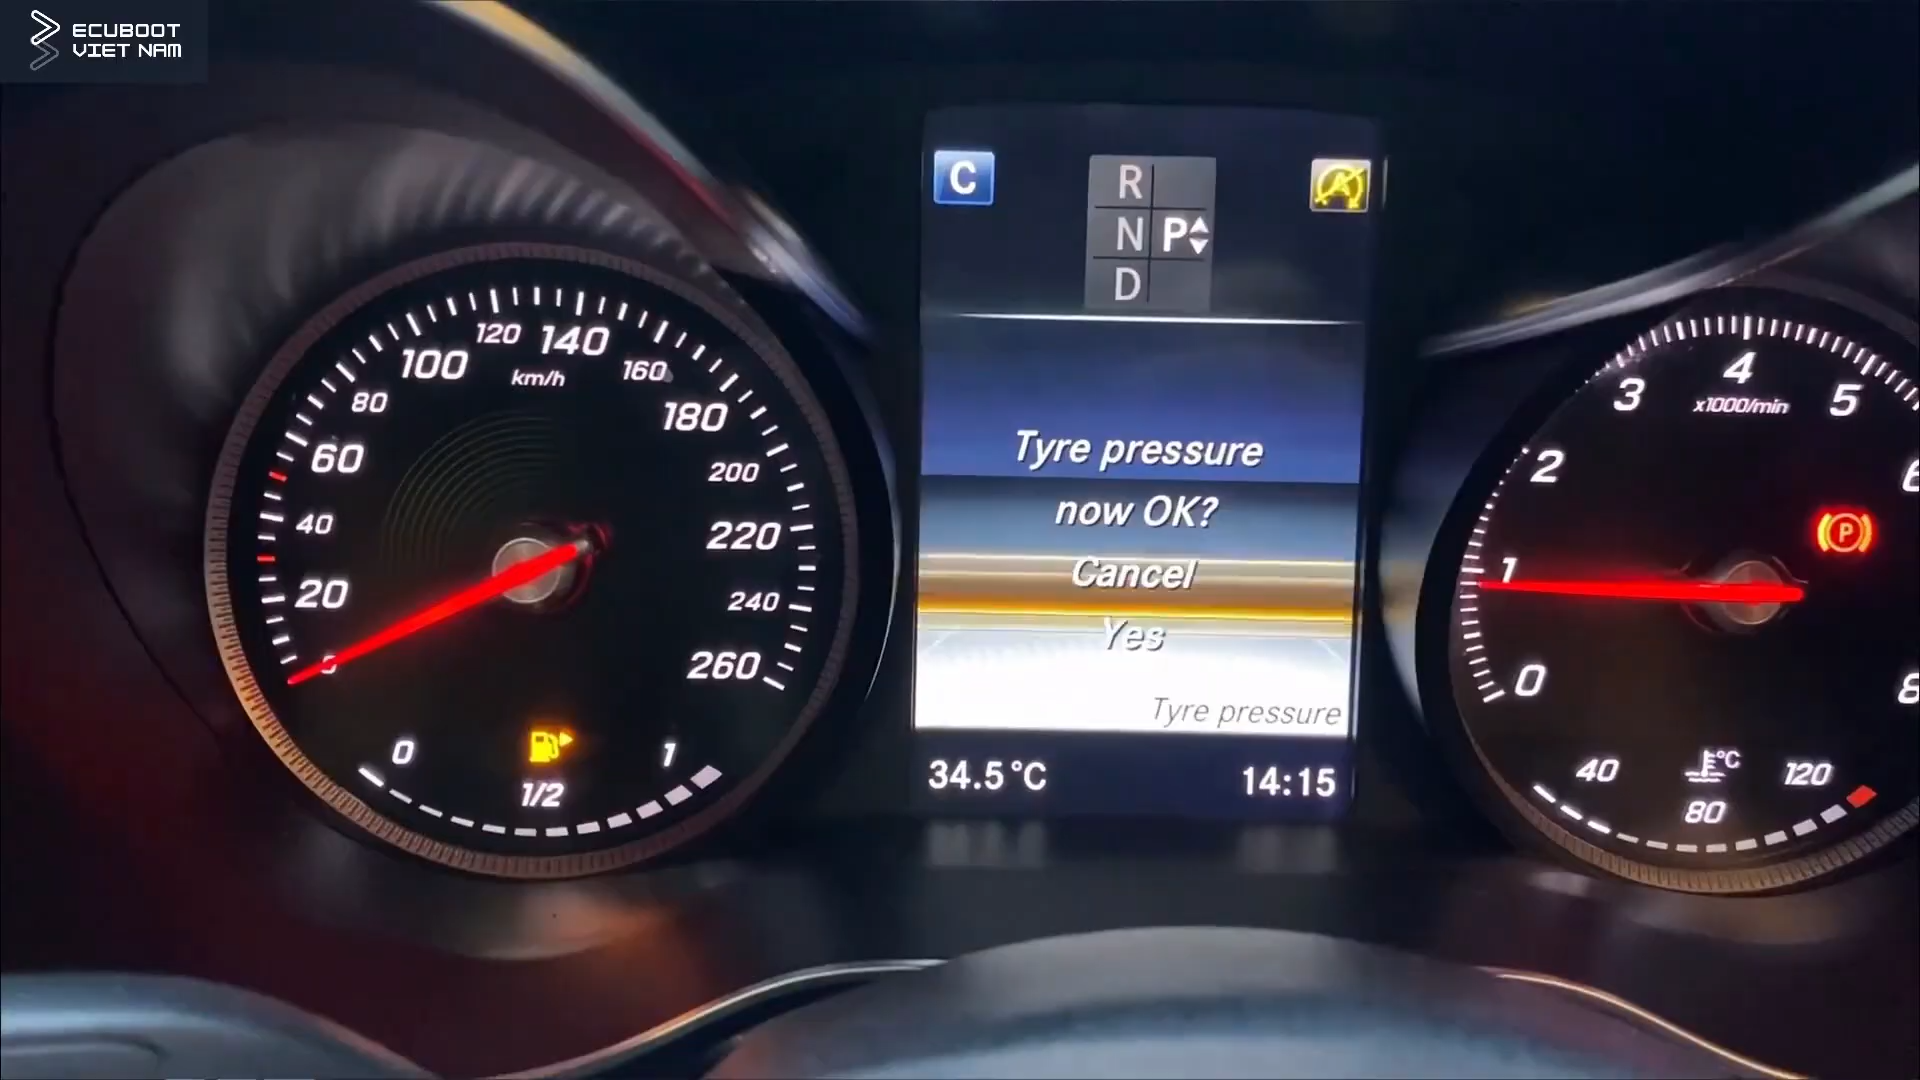 ECUBOOT
VIET NAM
C
R
N P
D
A
Tyre pressure
now OK?
Cancel
Yes
Tyre pressure
34.5°C
14:15
20
40
60
80
100
120
140
160
180
200
220
240
260
km/h
0
1/2
1
0
1
2
3
4
5
x1000/min
P
40
80
120
°C